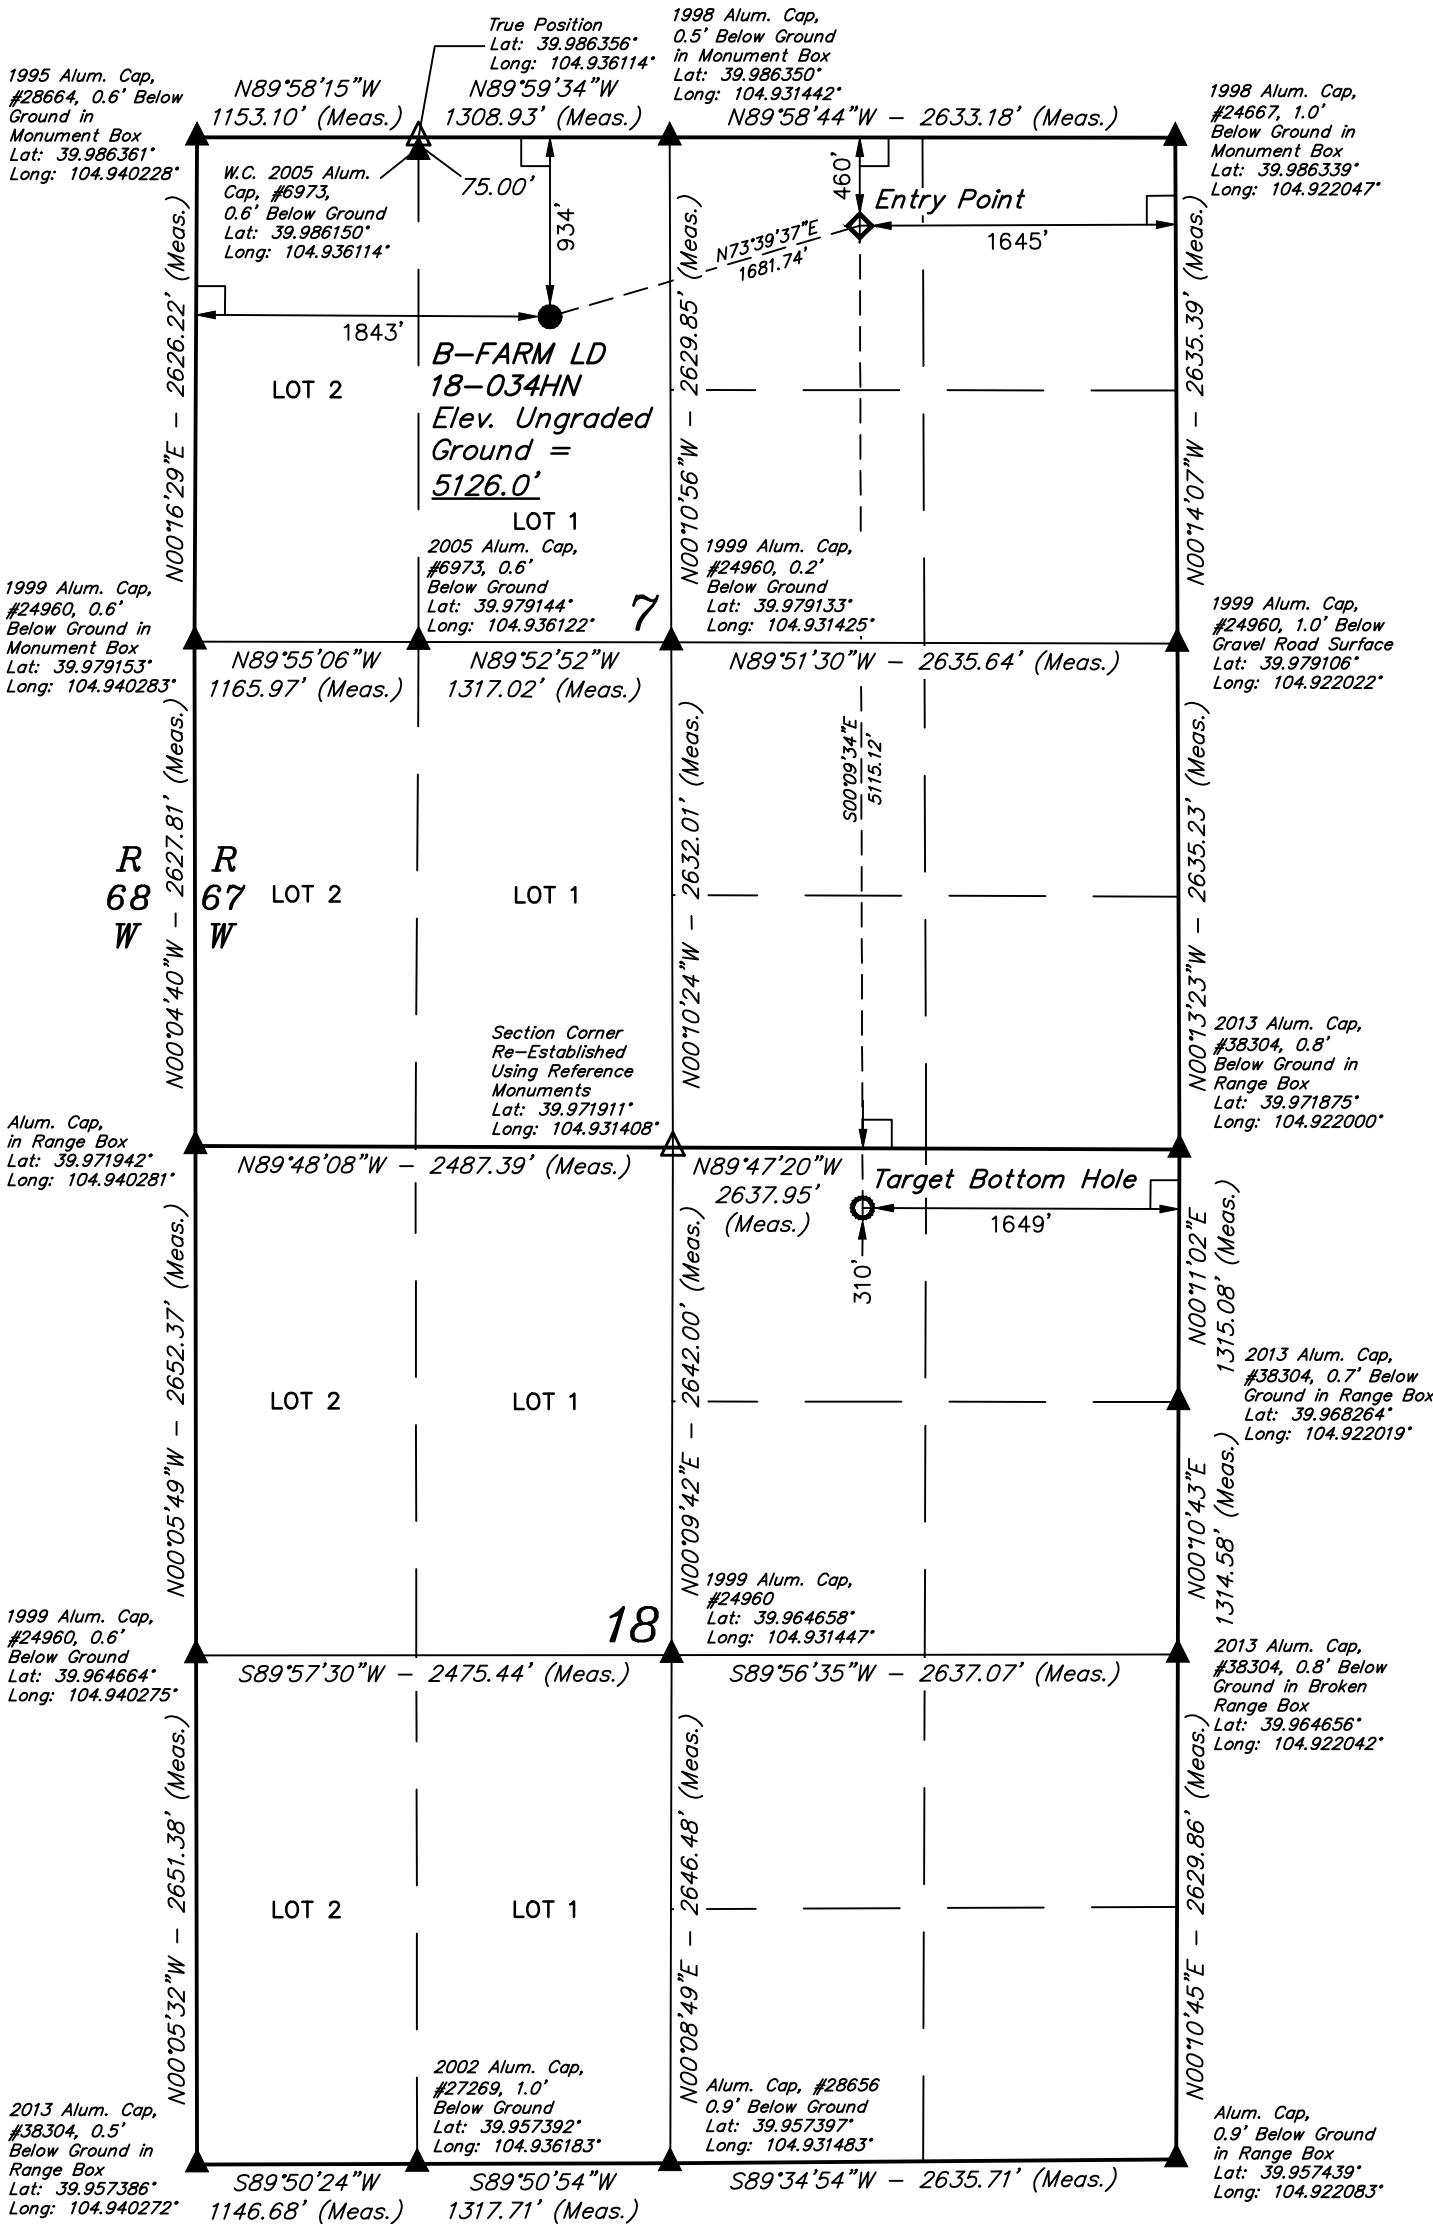 True Position
Lat: 39.986356°
Long: 104.936114°
1998 Alum. Cap,
0.5' Below Ground
in Monument Box
Lat: 39.986350°
Long: 104.931442°
1995 Alum. Cap,
#28664, 0.6' Below
Ground in
Monument Box
Lat: 39.986361°
Long: 104.940228°
N89°58'15"W
1153.10' (Meas.)
N89°59'34"W
1308.93' (Meas.)
N89°58'44"W – 2633.18' (Meas.)
1998 Alum. Cap,
#24667, 1.0'
Below Ground in
Monument Box
Lat: 39.986339°
Long: 104.922047°
W.C. 2005 Alum.
Cap, #6973,
0.6' Below Ground
Lat: 39.986150°
Long: 104.936114°
75.00'
934'
460'
Entry Point
1645'
N73°39'37"E
1681.74'
1843'
B–FARM LD
18–034HN
Elev. Ungraded
Ground =
5126.0'
LOT 2
LOT 1
N00°16'29"E – 2626.22' (Meas.)
N00°10'56"W – 2629.85' (Meas.)
N00°14'07"W – 2635.39' (Meas.)
1999 Alum. Cap,
#24960, 0.6'
Below Ground in
Monument Box
Lat: 39.979153°
Long: 104.940283°
2005 Alum. Cap,
#6973, 0.6'
Below Ground
Lat: 39.979144°
Long: 104.936122°
7
1999 Alum. Cap,
#24960, 0.2'
Below Ground
Lat: 39.979133°
Long: 104.931425°
1999 Alum. Cap,
#24960, 1.0' Below
Gravel Road Surface
Lat: 39.979106°
Long: 104.922022°
N89°55'06"W
1165.97' (Meas.)
N89°52'52"W
1317.02' (Meas.)
N89°51'30"W – 2635.64' (Meas.)
N00°04'40"W – 2627.81' (Meas.)
N00°10'24"W – 2632.01' (Meas.)
S00°09'34"E
5115.12'
N00°13'23"W – 2635.23' (Meas.)
R
68
W
R
67
W
LOT 2
LOT 1
Section Corner
Re–Established
Using Reference
Monuments
Lat: 39.971911°
Long: 104.931408°
2013 Alum. Cap,
#38304, 0.8'
Below Ground in
Range Box
Lat: 39.971875°
Long: 104.922000°
Alum. Cap,
in Range Box
Lat: 39.971942°
Long: 104.940281°
N89°48'08"W – 2487.39' (Meas.)
N89°47'20"W
2637.95'
(Meas.)
Target Bottom Hole
1649'
310'
N00°05'49"W – 2652.37' (Meas.)
N00°09'42"E – 2642.00' (Meas.)
N00°11'02"E
1315.08' (Meas.)
2013 Alum. Cap,
#38304, 0.7' Below
Ground in Range Box
Lat: 39.968264°
Long: 104.922019°
LOT 2
LOT 1
N00°10'43"E
1314.58' (Meas.)
1999 Alum. Cap,
#24960, 0.6'
Below Ground
Lat: 39.964664°
Long: 104.940275°
18
1999 Alum. Cap,
#24960
Lat: 39.964658°
Long: 104.931447°
2013 Alum. Cap,
#38304, 0.8' Below
Ground in Broken
Range Box
Lat: 39.964656°
Long: 104.922042°
S89°57'30"W – 2475.44' (Meas.)
S89°56'35"W – 2637.07' (Meas.)
N00°05'32"W – 2651.38' (Meas.)
N00°08'49"E – 2646.48' (Meas.)
N00°10'45"E – 2629.86' (Meas.)
LOT 2
LOT 1
2013 Alum. Cap,
#38304, 0.5'
Below Ground in
Range Box
Lat: 39.957386°
Long: 104.940272°
2002 Alum. Cap,
#27269, 1.0'
Below Ground
Lat: 39.957392°
Long: 104.936183°
Alum. Cap, #28656
0.9' Below Ground
Lat: 39.957397°
Long: 104.931483°
Alum. Cap,
0.9' Below Ground
in Range Box
Lat: 39.957439°
Long: 104.922083°
S89°50'24"W
1146.68' (Meas.)
S89°50'54"W
1317.71' (Meas.)
S89°34'54"W – 2635.71' (Meas.)